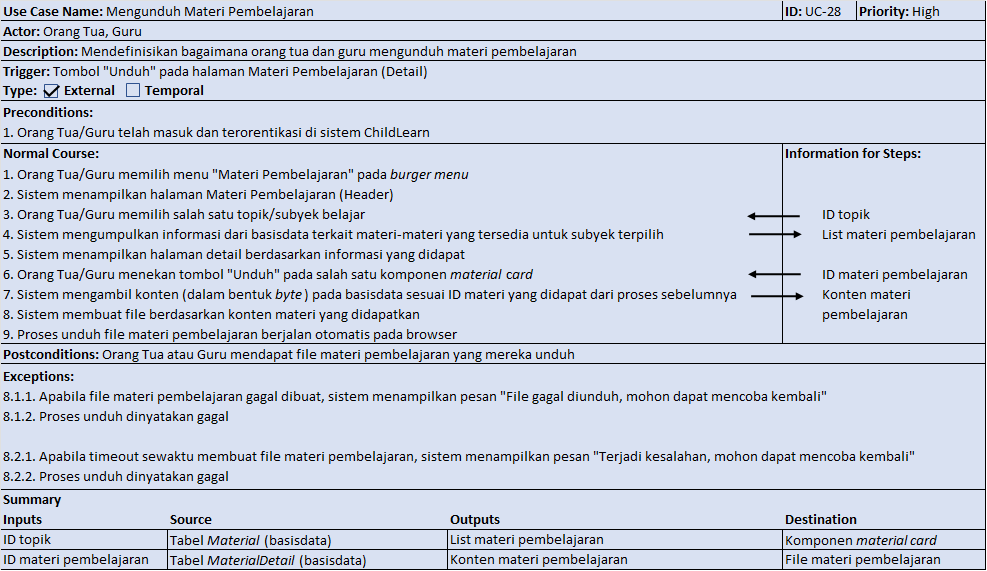 Use Case Name: Mengunduh Materi Pembelajaran ID: UC-28 Priority: High
Actor: Orang Tua, Guru
Description: Mendefinisikan bagaimana orang tua dan guru mengunduh materi pembelajaran
Trigger: Tombol "Unduh" pada halaman Materi Pembelajaran (Detail)
Type: External Temporal
Preconditions:
1. Orang Tua/Guru telah masuk dan terorentikasi di sistem ChildLearn
Normal Course: Information for Steps:
1. Orang Tua/Guru memilih menu "Materi Pembelajaran" pada burger menu
2. Sistem menampilkan halaman Materi Pembelajaran (Header)
3. Orang Tua/Guru memilih salah satu topik/subyek belajar ID topik
4. Sistem mengumpulkan informasi dari basisdata terkait materi-materi yang tersedia untuk subyek terpilih List materi pembelajaran
5. Sistem menampilkan halaman detail berdasarkan informasi yang didapat
6. Orang Tua/Guru menekan tombol "Unduh" pada salah satu komponen material card ID materi pembelajaran
7. Sistem mengambil konten (dalam bentuk byte) pada basisdata sesuai ID materi yang didapat dari proses sebelumnya Konten materi
8. Sistem membuat file berdasarkan konten materi yang didapatkan pembelajaran
9. Proses unduh file materi pembelajaran berjalan otomatis pada browser
Postconditions: Orang Tua atau Guru mendapat file materi pembelajaran yang mereka unduh
Exceptions:
8.1.1. Apabila file materi pembelajaran gagal dibuat, sistem menampilkan pesan "File gagal diunduh, mohon dapat mencoba kembali"
8.1.2. Proses unduh dinyatakan gagal
8.2.1. Apabila timeout sewaktu membuat file materi pembelajaran, sistem menampilkan pesan "Terjadi kesalahan, mohon dapat mencoba kembali"
8.2.2. Proses unduh dinyatakan gagal
Summary
Inputs Source Outputs Destination
ID topik Tabel Material (basisdata) List materi pembelajaran Komponen material card
ID materi pembelajaran Tabel MaterialDetail (basisdata) Konten materi pembelajaran File materi pembelajaran